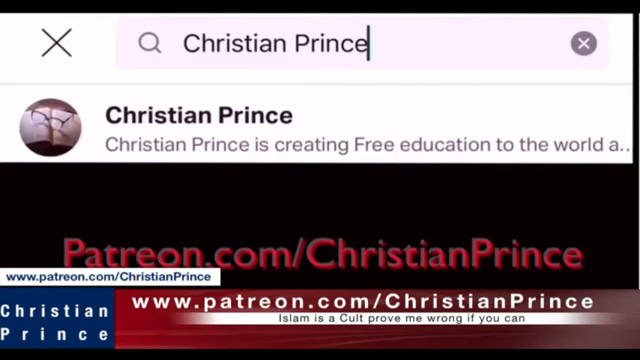 Christian Prince
Christian Prince
Christian Prince is creating Free education to the world a...
Patreon.com/ChristianPrince
www.patreon.com/ChristianPrince
Christian
Prince
www.patreon.com/ChristianPrince
Islam is a Cult prove me wrong if you can